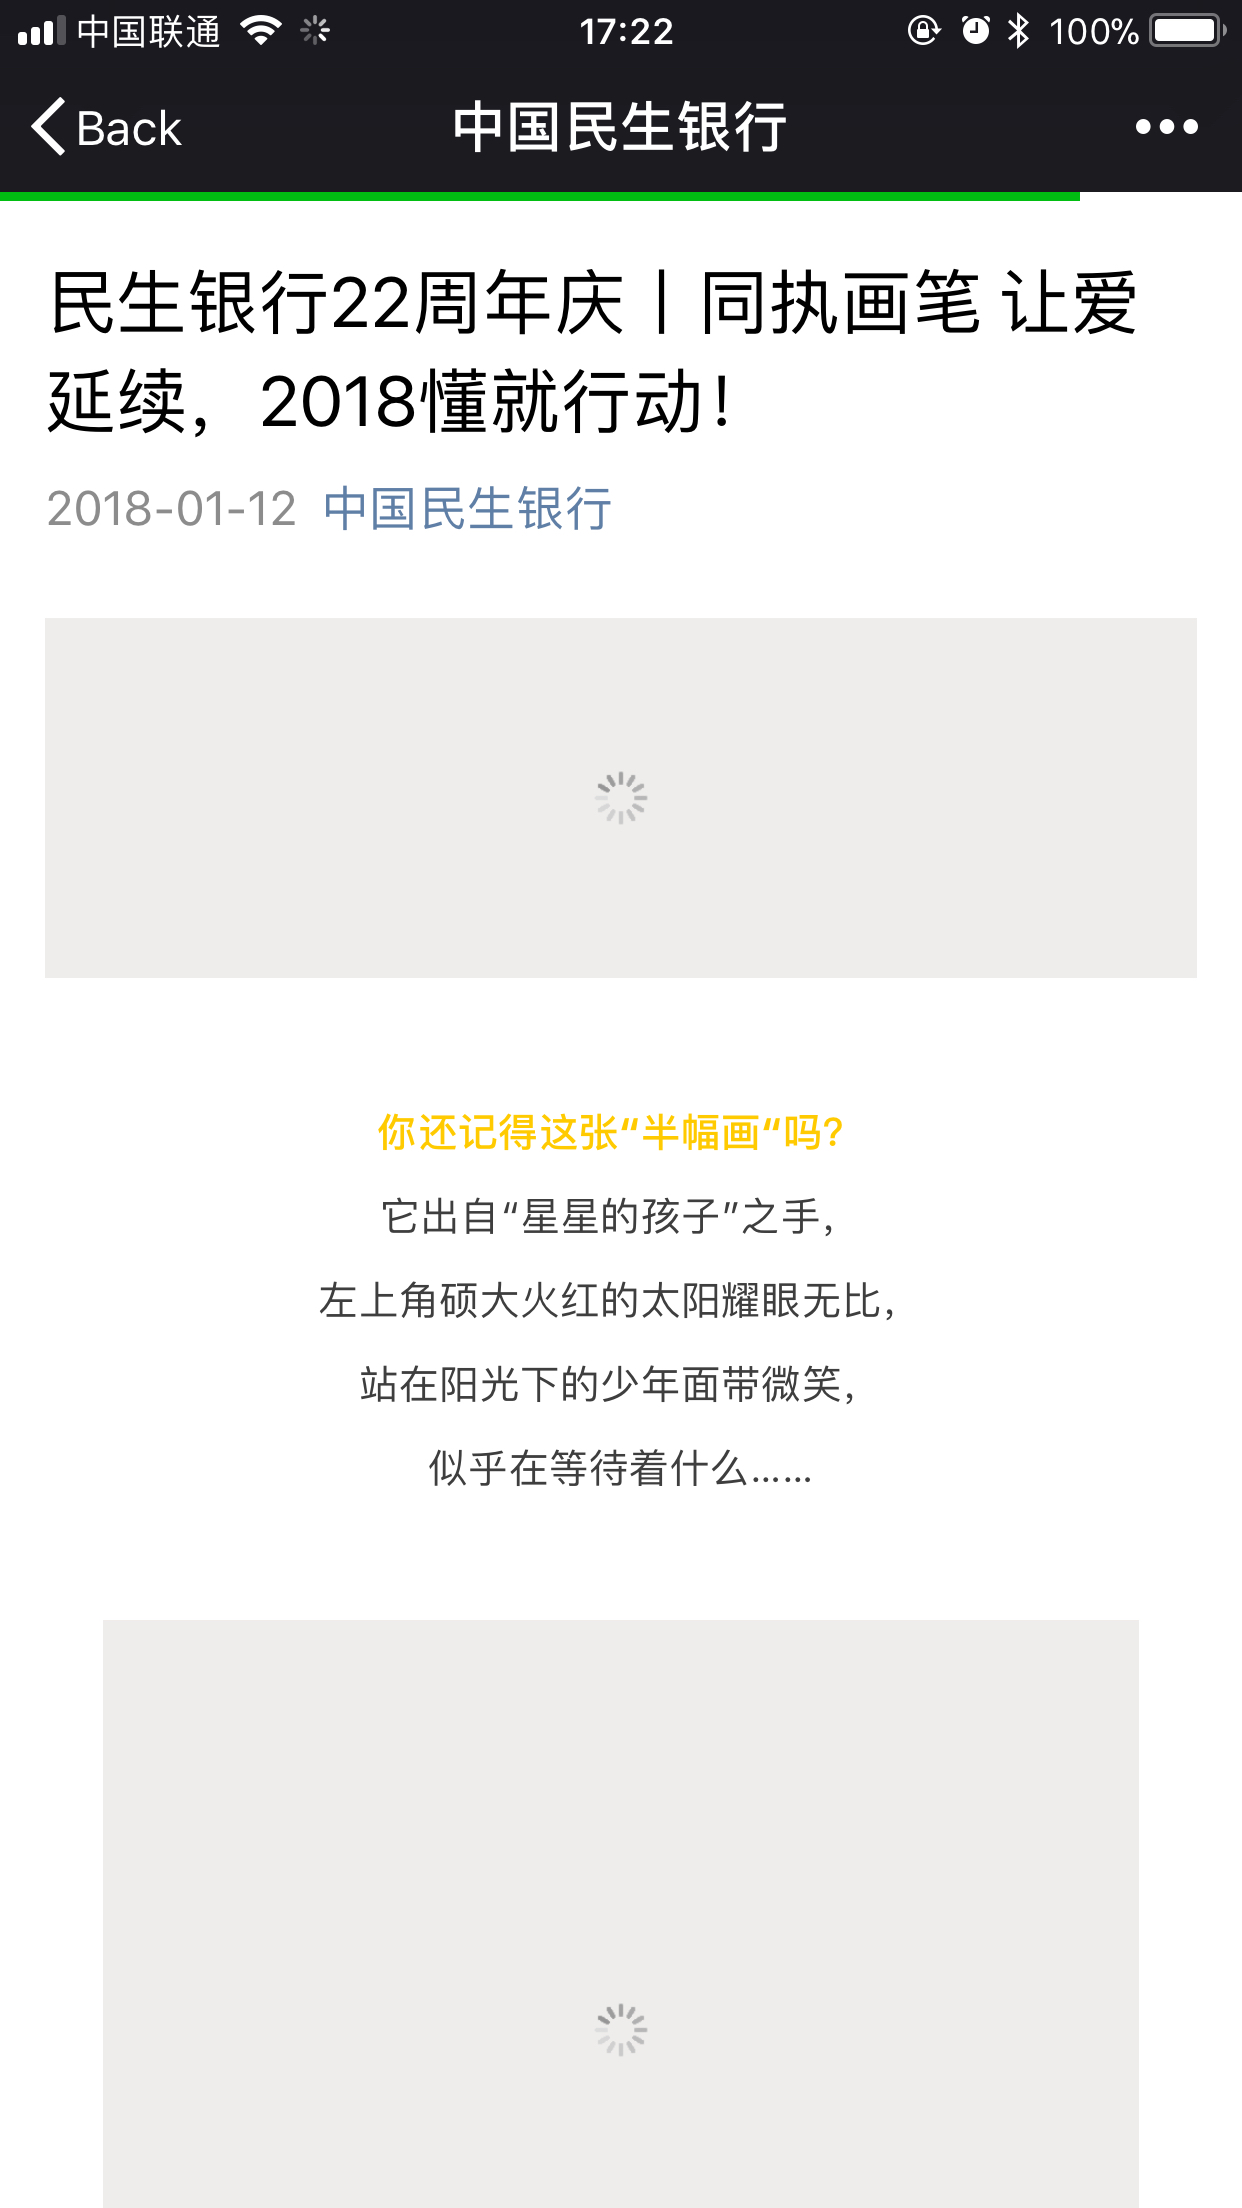 中国联通 17:22 100%
Back 中国民生银行
民生银行22周年庆丨同执画笔 让爱
延续，2018懂就行动！
2018-01-12 中国民生银行
你还记得这张“半幅画“吗？
它出自“星星的孩子”之手，
左上角硕大火红的太阳耀眼无比，
站在阳光下的少年面带微笑，
似乎在等待着什么……